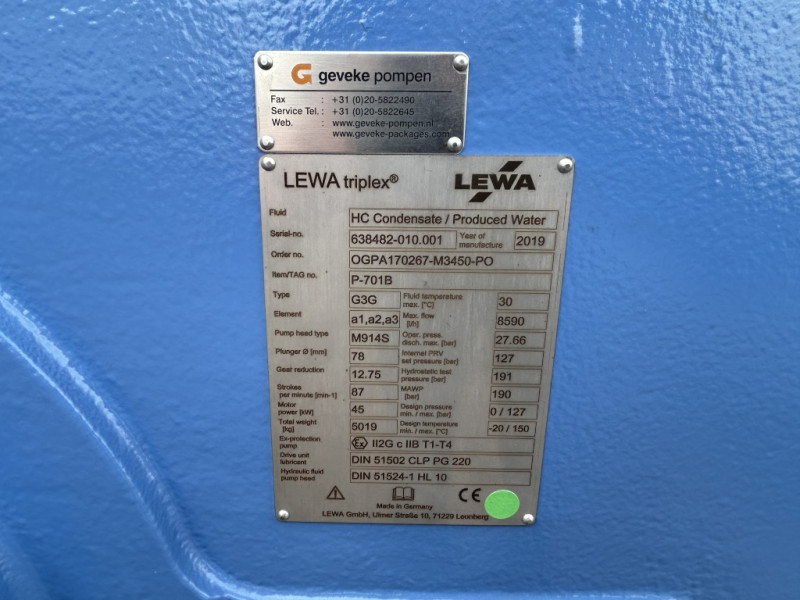 geveke pompen
Fax : +31 (0)20-5822490
Service Tel. : +31 (0)20-5822645
Web. : www.geveke-pompen.nl
www.geveke-packages.com
LEWA triplex® LEWA
Fluid HC Condensate / Produced Water
Serial-no. 638482-010.001 Year of manufacture 2019
Order no. OGPA170267-M3450-PO
Item/TAG no. P-701B
Type G3G Fluid temperature max. [°C] 30
Element a1,a2,a3 Max. flow [l/h] 8590
Pump head type M914S Oper. press. disch. max. [bar] 27.66
Plunger Ø [mm] 78 Internal PRV set pressure [bar] 127
Gear reduction 12.75 Hydrostatic test pressure [bar] 191
Strokes per minute [min-1] 87 MAWP [bar] 190
Motor power [kW] 45 Design pressure min. / max. [bar] 0 / 127
Total weight [kg] 5019 Design temperature min. / max. [°C] -20 / 150
Ex-protection pump Ex II2G c IIB T1-T4
Drive unit lubricant DIN 51502 CLP PG 220
Hydraulic fluid pump head DIN 51524-1 HL 10
Made in Germany CE
LEWA GmbH, Ulmer Straße 10, 71229 Leonberg